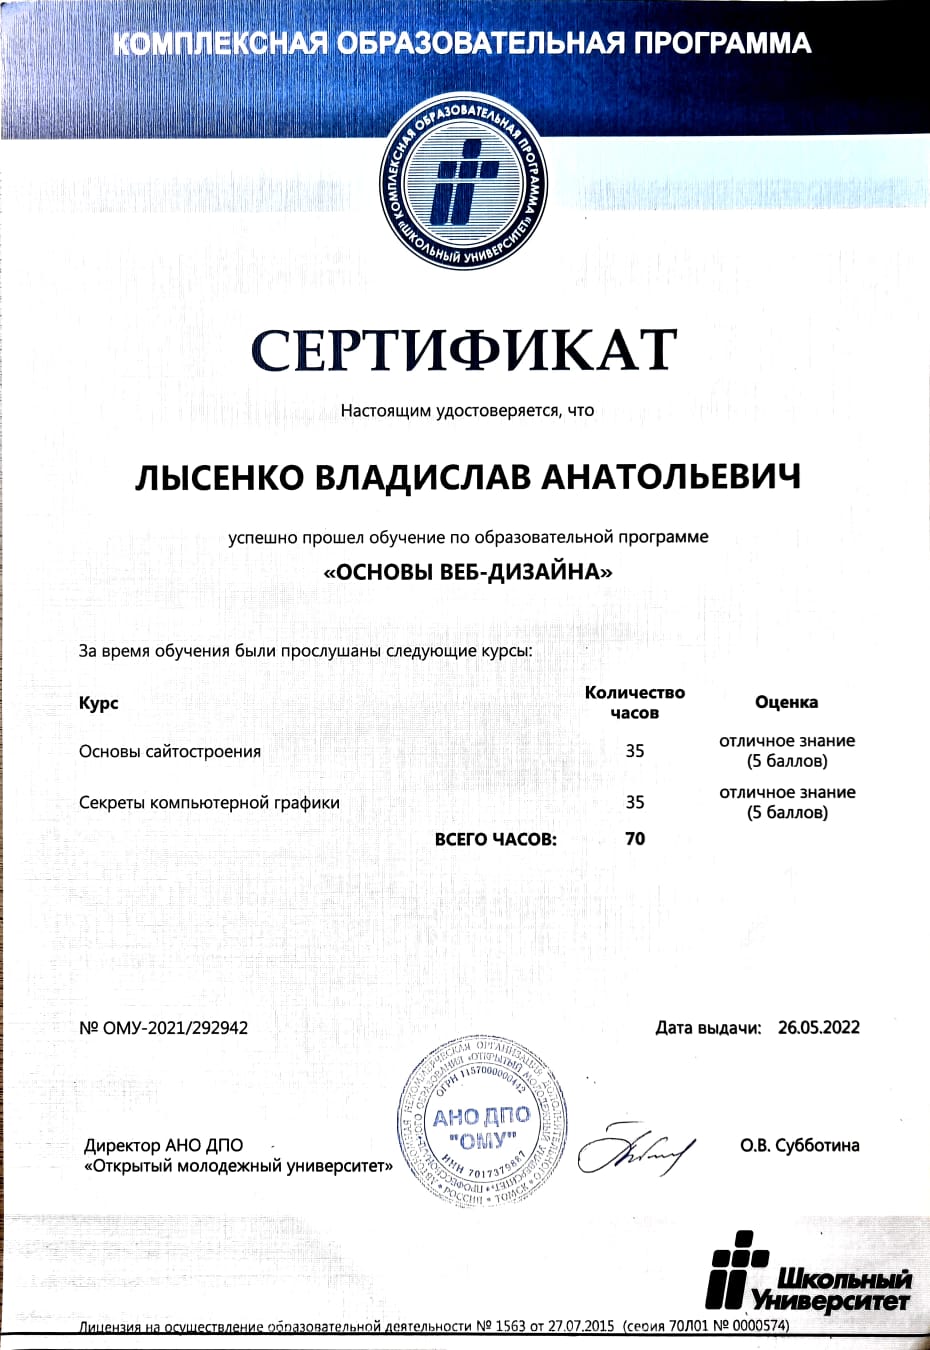 КОМПЛЕКСНАЯ ОБРАЗОВАТЕЛЬНАЯ ПРОГРАММА
КОМПЛЕКСНАЯ ОБРАЗОВАТЕЛЬНАЯ ПРОГРАММА
«ШКОЛЬНЫЙ УНИВЕРСИТЕТ»
СЕРТИФИКАТ
Настоящим удостоверяется, что
ЛЫСЕНКО ВЛАДИСЛАВ АНАТОЛЬЕВИЧ
успешно прошел обучение по образовательной программе
«ОСНОВЫ ВЕБ-ДИЗАЙНА»
За время обучения были прослушаны следующие курсы:
Курс Количество часов Оценка
Основы сайтостроения 35 отличное знание (5 баллов)
Секреты компьютерной графики 35 отличное знание (5 баллов)
ВСЕГО ЧАСОВ: 70
№ ОМУ-2021/292942 Дата выдачи: 26.05.2022
ОГРН 1157000000442
АНО ДПО
"ОМУ"
ИНН 7017379887
РОССИЯ * ТОМСК
Директор АНО ДПО
«Открытый молодежный университет»
О.В. Субботина
Школьный
Университет
Лицензия на осуществление образовательной деятельности № 1563 от 27.07.2015 (серия 70Л01 № 0000574)